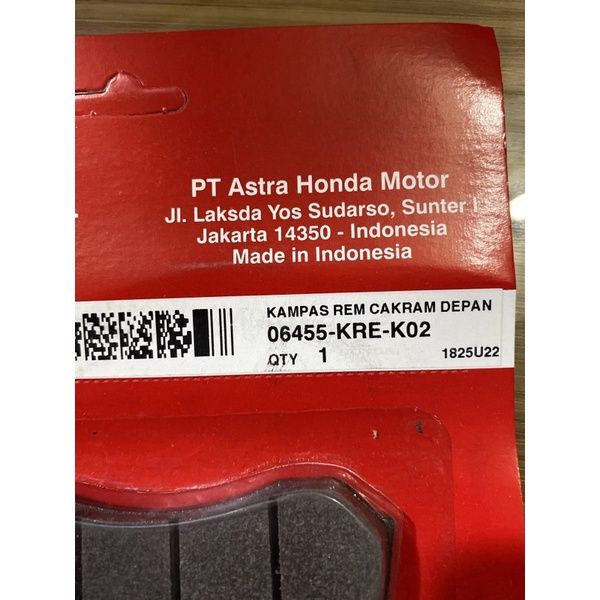 PT Astra Honda Motor
Jl. Laksda Yos Sudarso, Sunter I
Jakarta 14350 - Indonesia
Made in Indonesia
KAMPAS REM CAKRAM DEPAN
06455-KRE-K02
QTY 1
1825U22